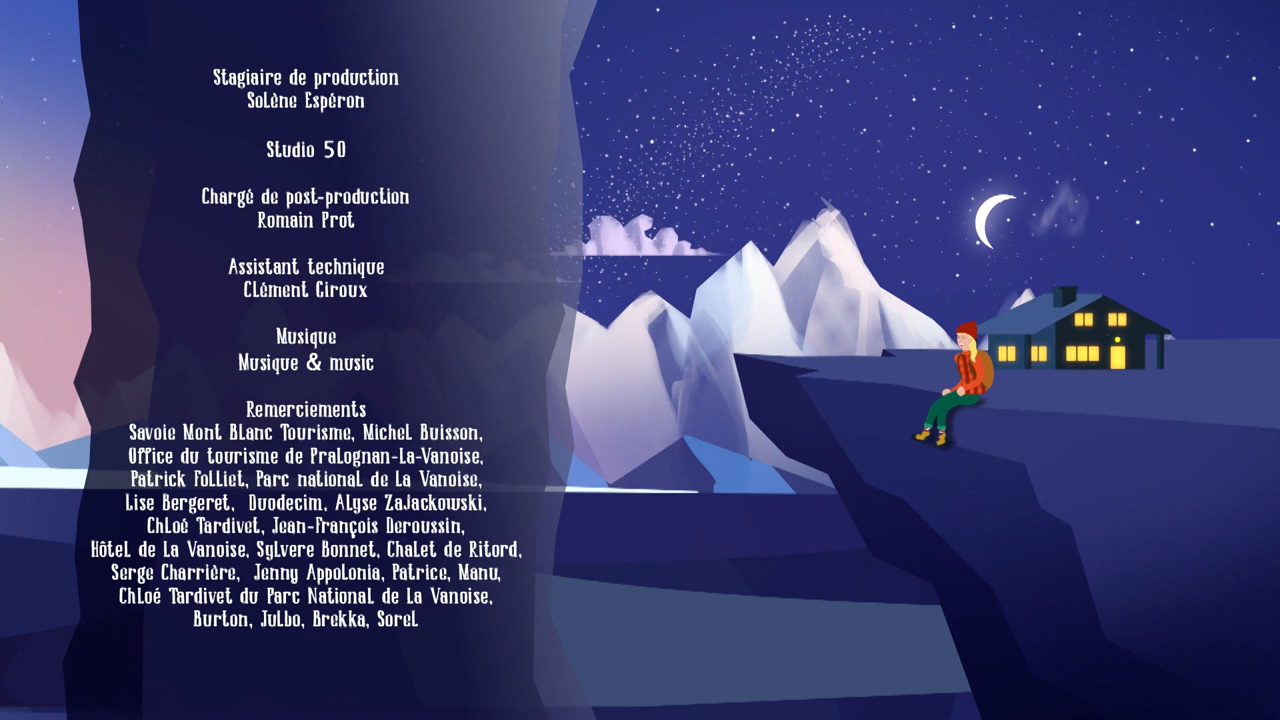 Stagiaire de production
Solène Espéron
Studio 50
Chargé de post-production
Romain Prot
Assistant technique
Clément Giroux
Musique
Musique & music
Remerciements
Savoie Mont Blanc Tourisme, Michel Buisson,
Office du tourisme de Pralognan-La-Vanoise,
Patrick Folliet, Parc national de La Vanoise,
Lise Bergeret, Duodecim, Alyse Zajackowski,
Chloé Tardivet, Jean-François Deroussin,
Hôtel de La Vanoise, Sylvere Bonnet, Chalet de Ritord,
Serge Charrière, Jenny Appolonia, Patrice, Manu,
Chloé Tardivet du Parc National de La Vanoise,
Burton, Julbo, Brekka, Sorel